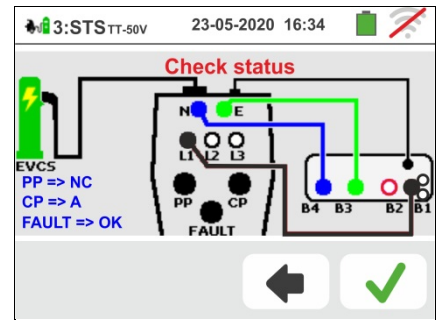 3:STS TT-50V 23-05-2020 16:34
Check status
N E
L1 L2 L3
EVCS
PP => NC
CP => A
FAULT => OK
PP CP
FAULT
B4 B3 B2 B1